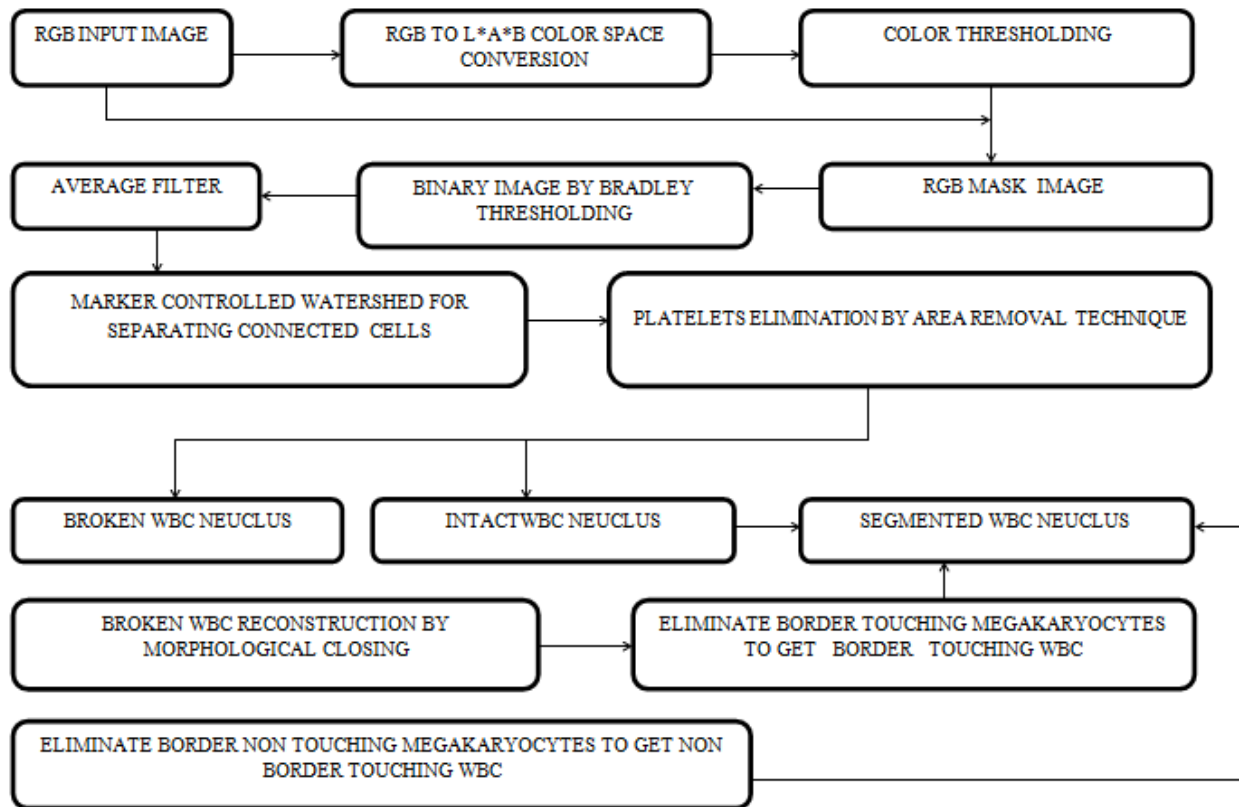 RGB INPUT IMAGE
RGB TO L*A*B COLOR SPACE
CONVERSION
COLOR THRESHOLDING
AVERAGE FILTER
BINARY IMAGE BY BRADLEY
THRESHOLDING
RGB MASK IMAGE
MARKER CONTROLLED WATERSHED FOR
SEPARATING CONNECTED CELLS
PLATELETS ELIMINATION BY AREA REMOVAL TECHNIQUE
BROKEN WBC NEUCLUS
INTACTWBC NEUCLUS
SEGMENTED WBC NEUCLUS
BROKEN WBC RECONSTRUCTION BY
MORPHOLOGICAL CLOSING
ELIMINATE BORDER TOUCHING MEGAKARYOCYTES
TO GET BORDER TOUCHING WBC
ELIMINATE BORDER NON TOUCHING MEGAKARYOCYTES TO GET NON
BORDER TOUCHING WBC